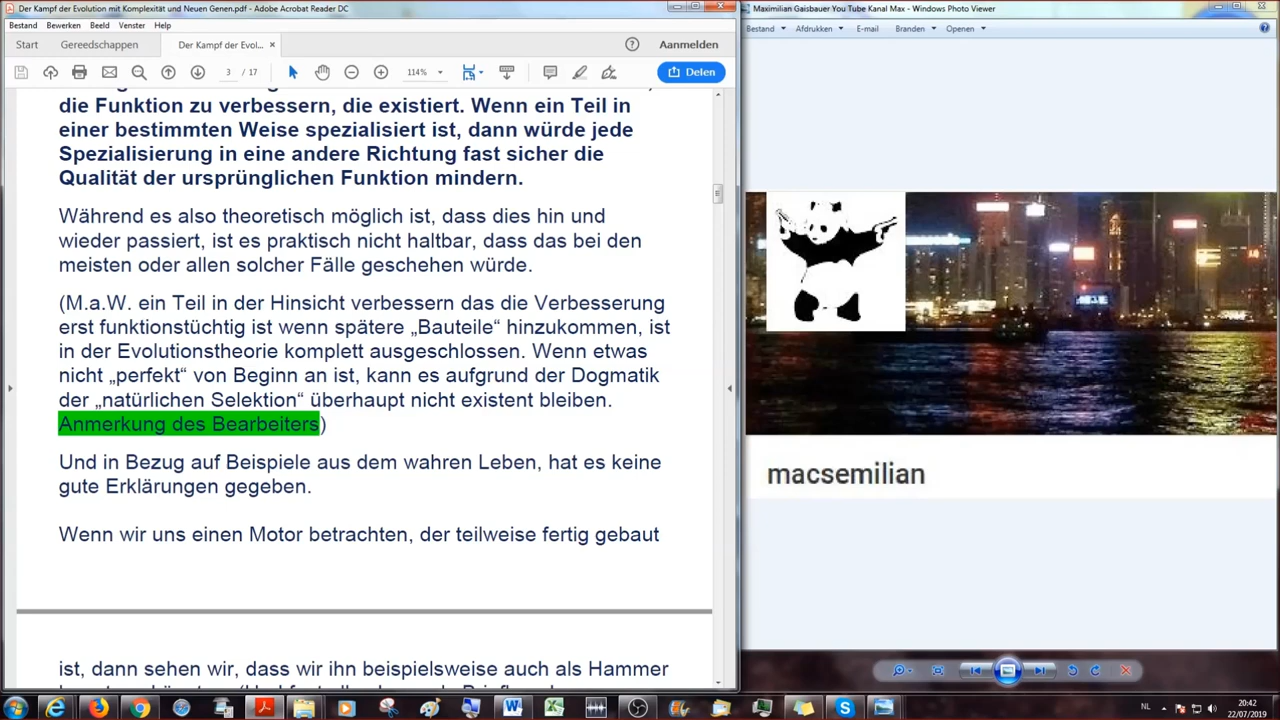 Der Kampf der Evolution mit Komplexität und Neuen Genen.pdf - Adobe Acrobat Reader DC
Bestand Bewerken Beeld Venster Help
Start Gereedschappen Der Kampf der Evol... × Aanmelden
3 / 17 114% Delen
die Funktion zu verbessern, die existiert. Wenn ein Teil in
einer bestimmten Weise spezialisiert ist, dann würde jede
Spezialisierung in eine andere Richtung fast sicher die
Qualität der ursprünglichen Funktion mindern.
Während es also theoretisch möglich ist, dass dies hin und
wieder passiert, ist es praktisch nicht haltbar, dass das bei den
meisten oder allen solcher Fälle geschehen würde.
(M.a.W. ein Teil in der Hinsicht verbessern das die Verbesserung
erst funktionstüchtig ist wenn spätere „Bauteile“ hinzukommen, ist
in der Evolutionstheorie komplett ausgeschlossen. Wenn etwas
nicht „perfekt“ von Beginn an ist, kann es aufgrund der Dogmatik
der „natürlichen Selektion“ überhaupt nicht existent bleiben.
Anmerkung des Bearbeiters)
Und in Bezug auf Beispiele aus dem wahren Leben, hat es keine
gute Erklärungen gegeben.
Wenn wir uns einen Motor betrachten, der teilweise fertig gebaut
ist, dann sehen wir, dass wir ihn beispielsweise auch als Hammer
Maximilian Gaisbauer You Tube Kanal Max - Windows Photo Viewer
Bestand Afdrukken E-mail Branden Openen
macsemilian
NL 20:42
22/07/2019